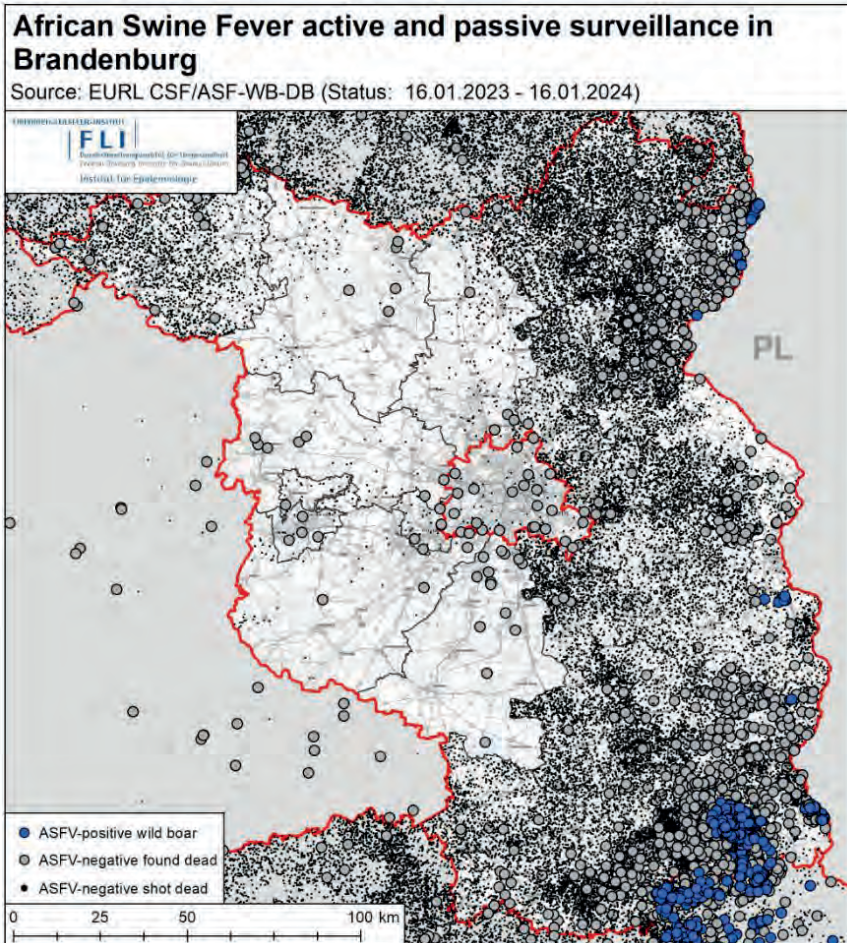 African Swine Fever active and passive surveillance in
Brandenburg
Source: EURL CSF/ASF-WB-DB (Status: 16.01.2023 - 16.01.2024)
FLI
Institut für Epidemiologie
PL
ASFV-positive wild boar
ASFV-negative found dead
ASFV-negative shot dead
0 25 50 100 km